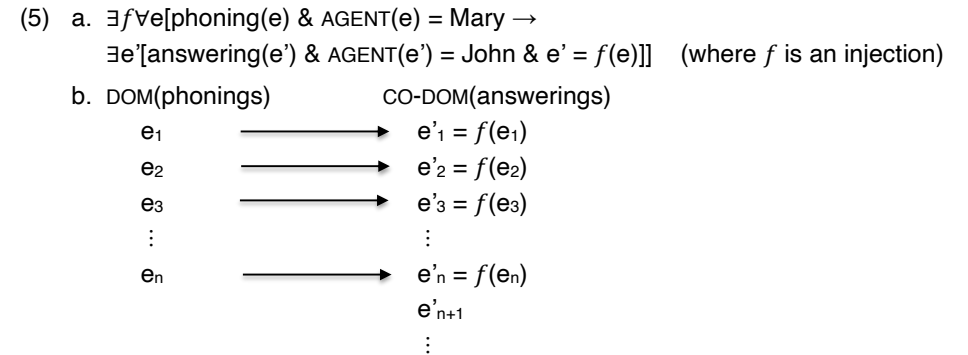 (5) a. ∃f∀e[phoning(e) & AGENT(e) = Mary →
∃e’[answering(e’) & AGENT(e’) = John & e’ = f(e)]] (where f is an injection)
b. DOM(phonings) CO-DOM(answerings)
e₁ ⟶ e’₁ = f(e₁)
e₂ ⟶ e’₂ = f(e₂)
e₃ ⟶ e’₃ = f(e₃)
⋮ ⋮
eₙ ⟶ e’ₙ = f(eₙ)
e’ₙ₊₁
⋮